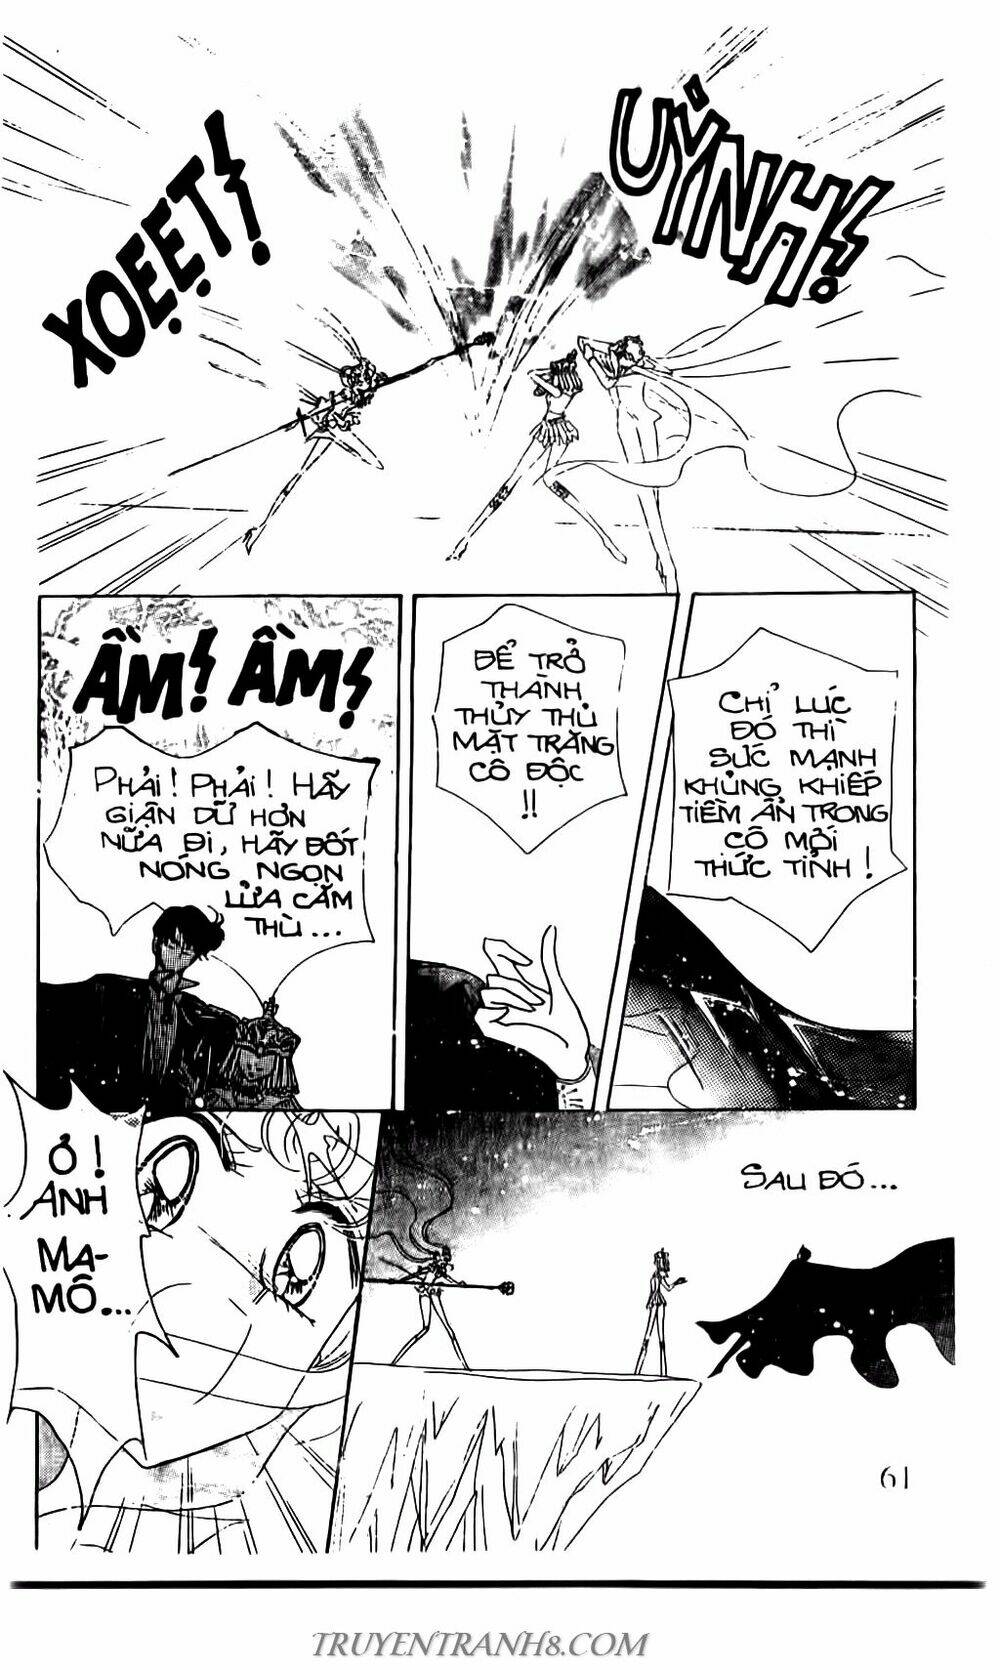 XOẸẸT!
UỲNH!
ẦM! ẦM!
PHẢI! PHẢI! HÃY
GIẬN DỮ HƠN
NỮA ĐI, HÃY ĐỐT
NÓNG NGỌN
LỬA CĂM
THÙ...
ĐỂ TRỞ
THÀNH
THỦY THỦ
MẶT TRĂNG
CÔ ĐỘC
!!
CHỈ LÚC
ĐÓ THÌ
SỨC MẠNH
KHỦNG KHIẾP
TIỀM ẨN TRONG
CÔ MỚI
THỨC TỈNH!
Ở!
ANH
MA-
MÔ...
SAU ĐÓ...
61
TRUYENTRANH8.COM